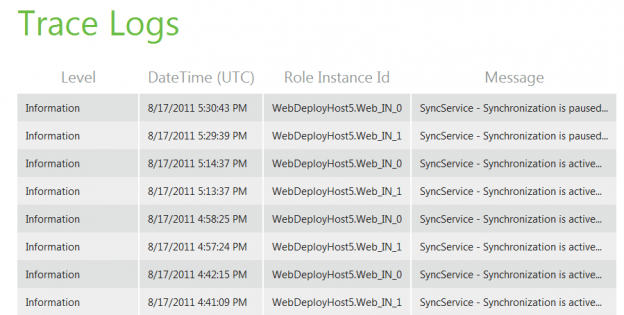 Trace Logs
Level DateTime (UTC) Role Instance Id Message
Information 8/17/2011 5:30:43 PM WebDeployHost5.Web_IN_0 SyncService - Synchronization is paused...
Information 8/17/2011 5:29:39 PM WebDeployHost5.Web_IN_1 SyncService - Synchronization is paused...
Information 8/17/2011 5:14:37 PM WebDeployHost5.Web_IN_0 SyncService - Synchronization is active...
Information 8/17/2011 5:13:37 PM WebDeployHost5.Web_IN_1 SyncService - Synchronization is active...
Information 8/17/2011 4:58:25 PM WebDeployHost5.Web_IN_0 SyncService - Synchronization is active...
Information 8/17/2011 4:57:24 PM WebDeployHost5.Web_IN_1 SyncService - Synchronization is active...
Information 8/17/2011 4:42:15 PM WebDeployHost5.Web_IN_0 SyncService - Synchronization is active...
Information 8/17/2011 4:41:09 PM WebDeployHost5.Web_IN_1 SyncService - Synchronization is active...